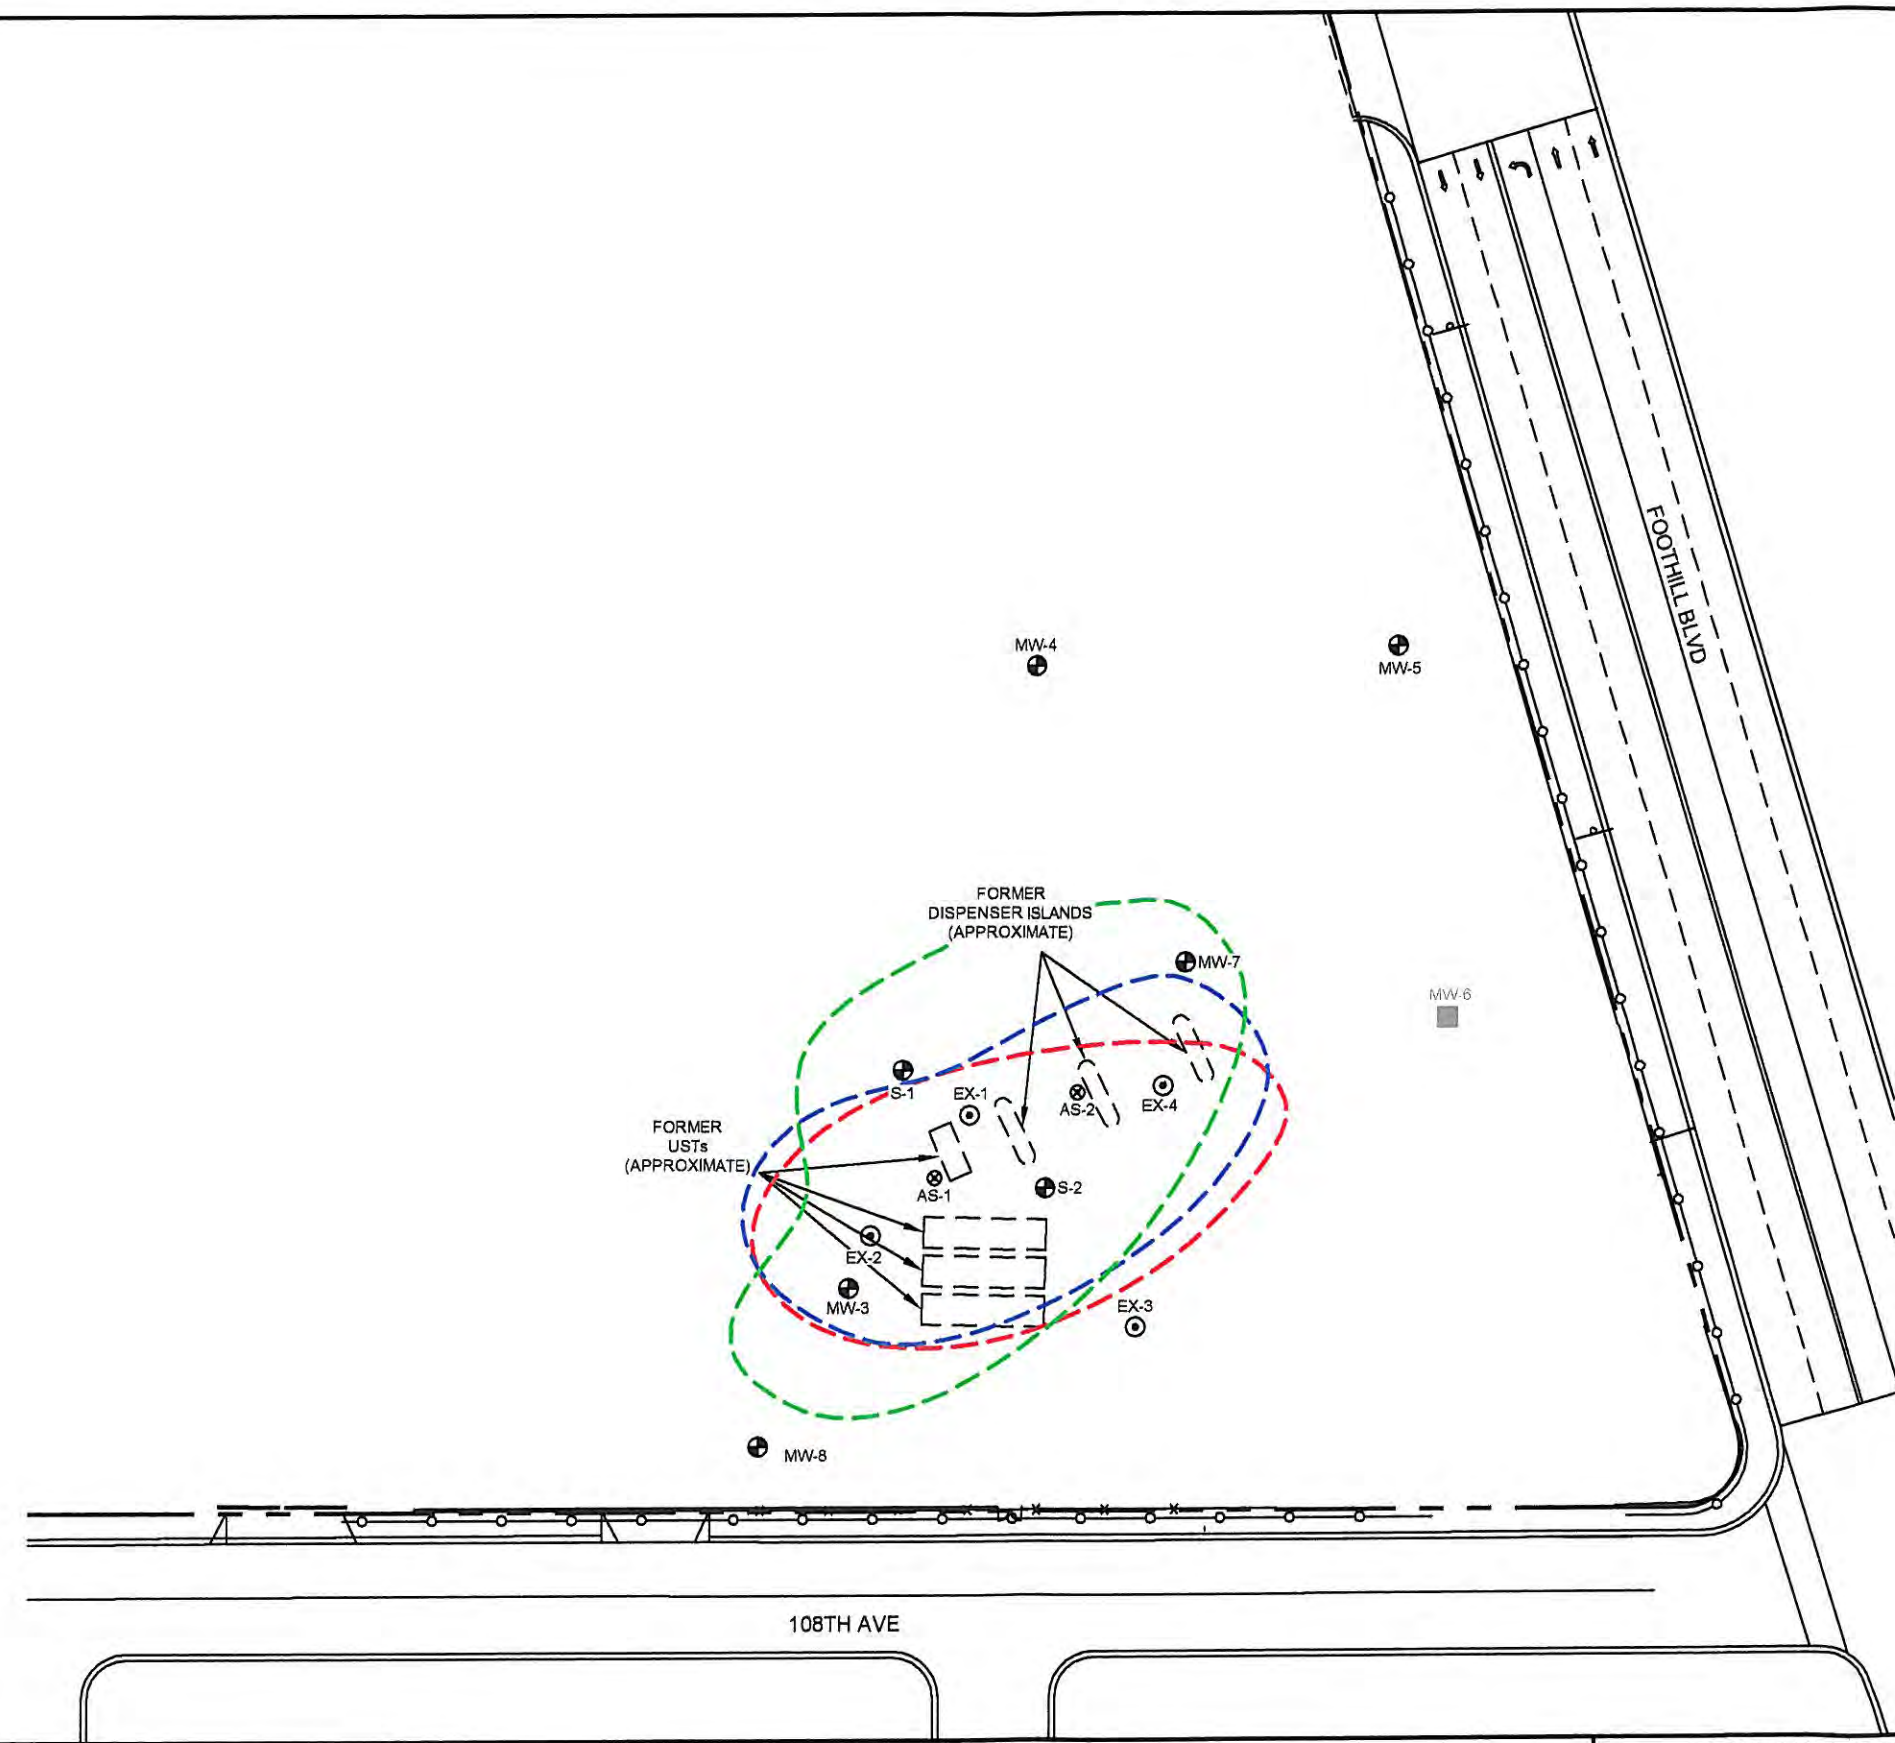 FOOTHILL BLVD
MW-4
MW-5
FORMER
DISPENSER ISLANDS
(APPROXIMATE)
MW-7
MW-6
S-1
EX-1
AS-2
EX-4
FORMER
USTs
(APPROXIMATE)
AS-1
S-2
EX-2
MW-3
EX-3
MW-8
108TH AVE